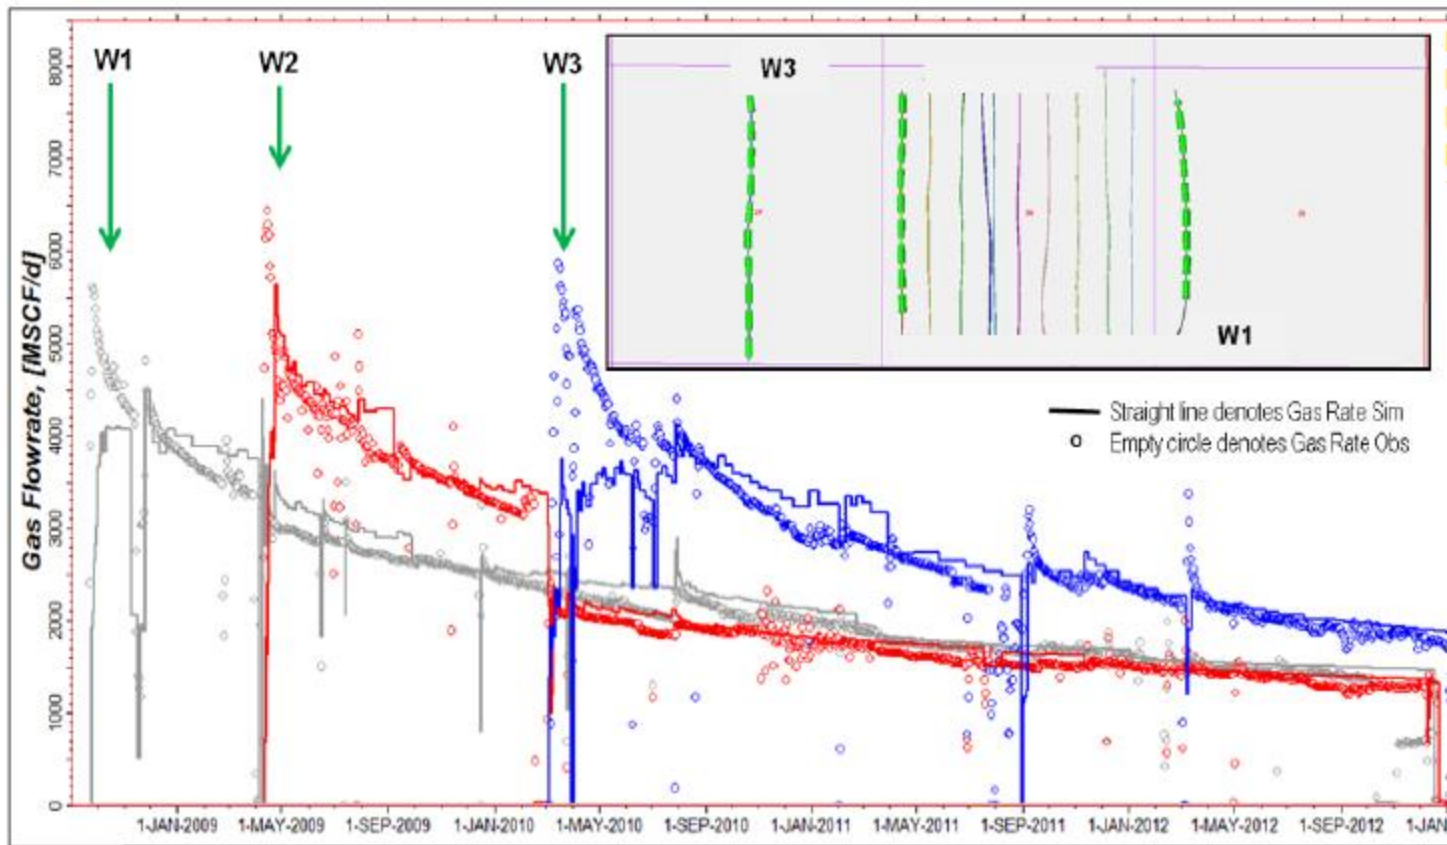 W1
W2
W3
W3
W1
Straight line denotes Gas Rate Sim
Empty circle denotes Gas Rate Obs
Gas Flowrate, [MSCF/d]
8000
7000
6000
5000
4000
3000
2000
1000
0
1-JAN-2009
1-MAY-2009
1-SEP-2009
1-JAN-2010
1-MAY-2010
1-SEP-2010
1-JAN-2011
1-MAY-2011
1-SEP-2011
1-JAN-2012
1-MAY-2012
1-SEP-2012
1-JAN